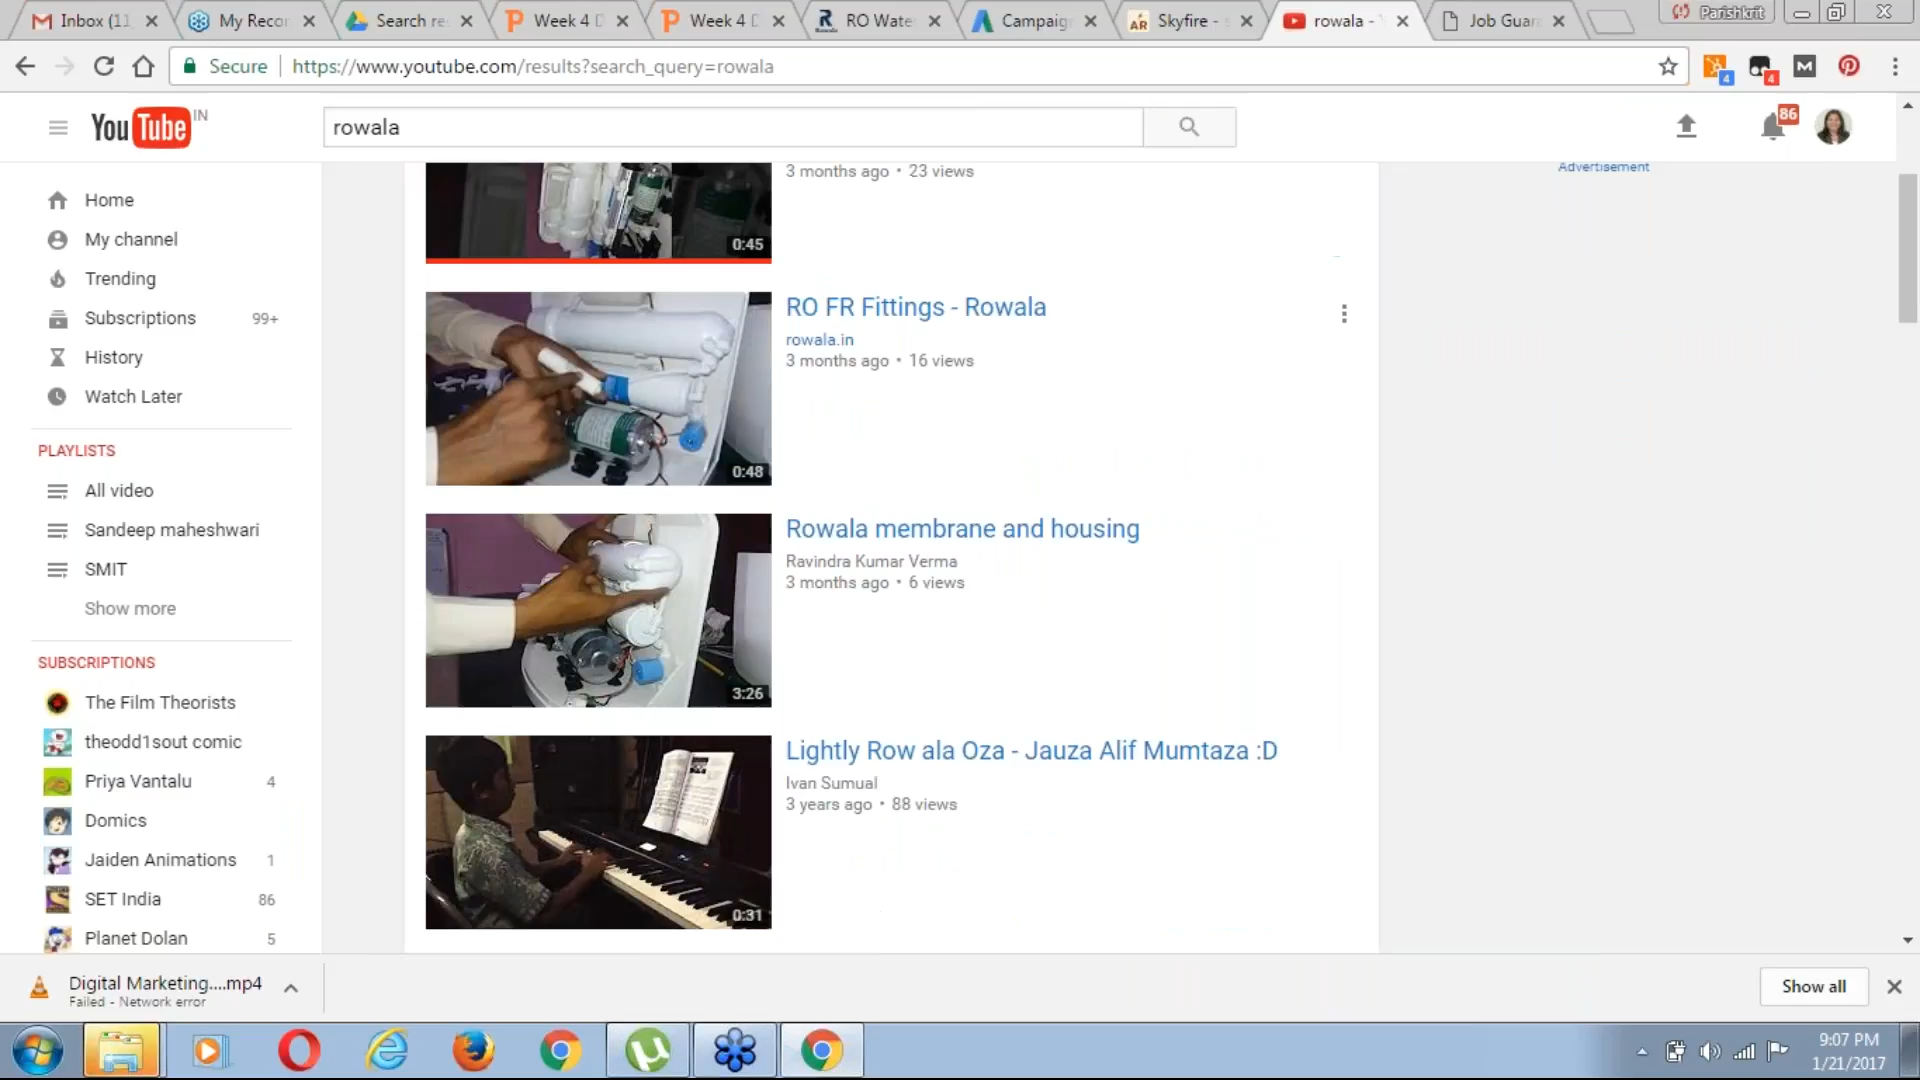 Inbox (11
My Recor
Search re
Week 4 D
Week 4 D
RO Wate
Campaig
Skyfire - s
rowala -
Job Guar
Parishkrit
Secure
https://www.youtube.com/results?search_query=rowala
4
4
YouTube IN
rowala
86
3 months ago • 23 views
0:45
Advertisement
Home
My channel
Trending
Subscriptions 99+
History
Watch Later
PLAYLISTS
All video
Sandeep maheshwari
SMIT
Show more
SUBSCRIPTIONS
The Film Theorists
theodd1sout comic
Priya Vantalu 4
Domics
Jaiden Animations 1
SET India 86
Planet Dolan 5
RO FR Fittings - Rowala
rowala.in
3 months ago • 16 views
0:48
Rowala membrane and housing
Ravindra Kumar Verma
3 months ago • 6 views
3:26
Lightly Row ala Oza - Jauza Alif Mumtaza :D
Ivan Sumual
3 years ago • 88 views
0:31
Digital Marketing....mp4
Failed - Network error
Show all
9:07 PM
1/21/2017